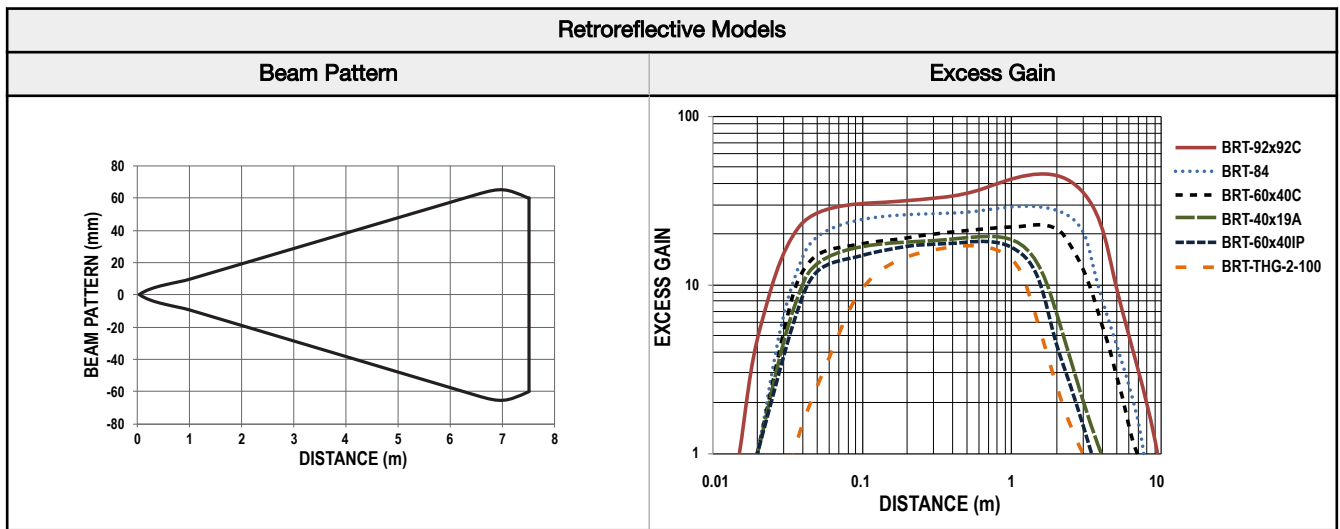 Retroreflective Models
Beam Pattern
Excess Gain
80
60
40
20
0
-20
-40
-60
-80
BEAM PATTERN (mm)
0 1 2 3 4 5 6 7 8
DISTANCE (m)
100
10
1
EXCESS GAIN
0.01 0.1 1 10
DISTANCE (m)
BRT-92x92C
BRT-84
BRT-60x40C
BRT-40x19A
BRT-60x40IP
BRT-THG-2-100